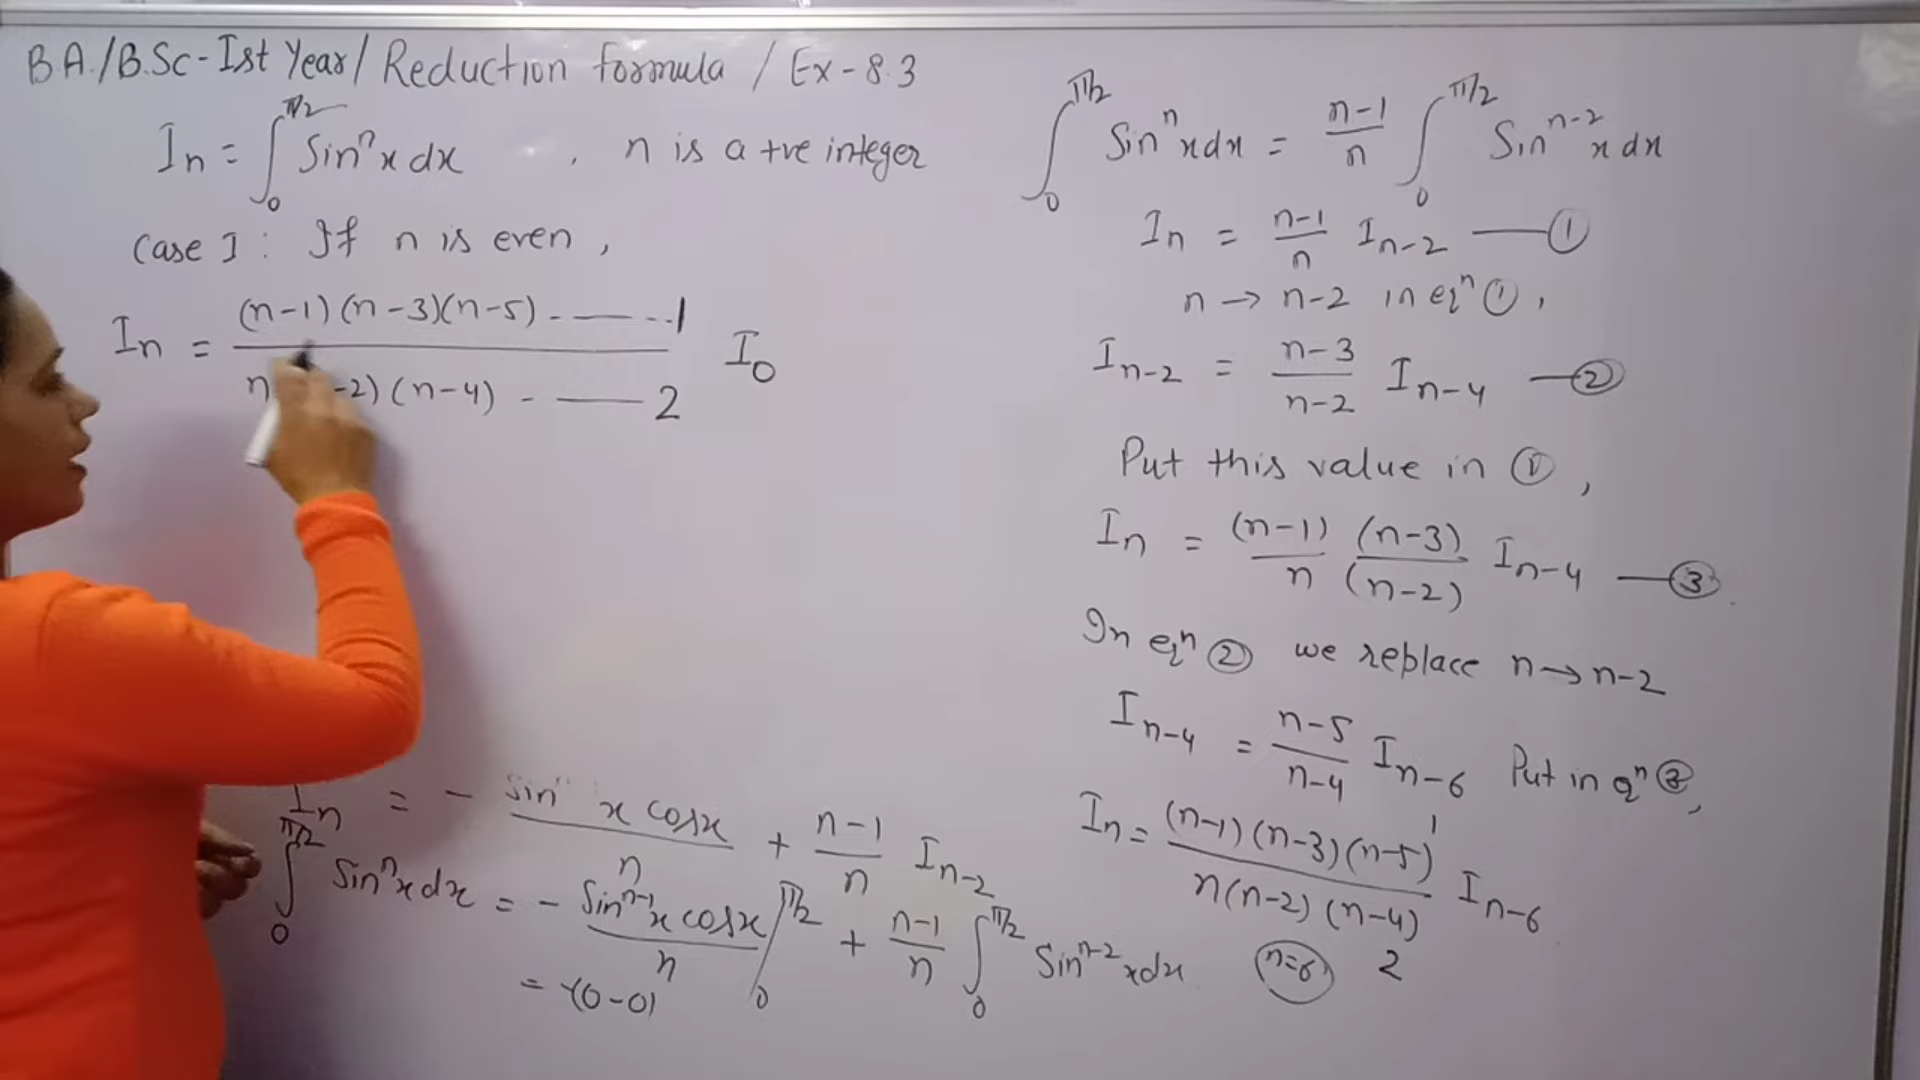 B.A./B.Sc-Ist Year/ Reduction formula / Ex-8.3
In = ∫₀^π/2 Sinⁿx dx , n is a +ve integer
Case I : If n is even,
In = (n-1)(n-3)(n-5) - —— -- 1 / n -2)(n-4) - —— 2 I₀
In = - sin x cosx / n + n-1 / n In-2
∫₀^π/2 Sinⁿx dx = - Sinⁿ⁻¹x cosx / n /₀^π/2 + n-1 / n ∫₀^π/2 Sinⁿ⁻²x dx
= -(0-0)
∫₀^π/2 Sinⁿx dx = n-1 / n ∫₀^π/2 Sinⁿ⁻²x dx
In = n-1 / n In-2 —— ①
n → n-2 in eqⁿ ①,
In-2 = n-3 / n-2 In-4 — ②
Put this value in ①,
In = (n-1) / n (n-3) / (n-2) In-4 — ③
In eqⁿ ② we replace n→n-2
In-4 = n-5 / n-4 In-6 Put in qⁿ ③,
In = (n-1)(n-3)(n-5) 1 / n(n-2)(n-4) In-6
n=6 2